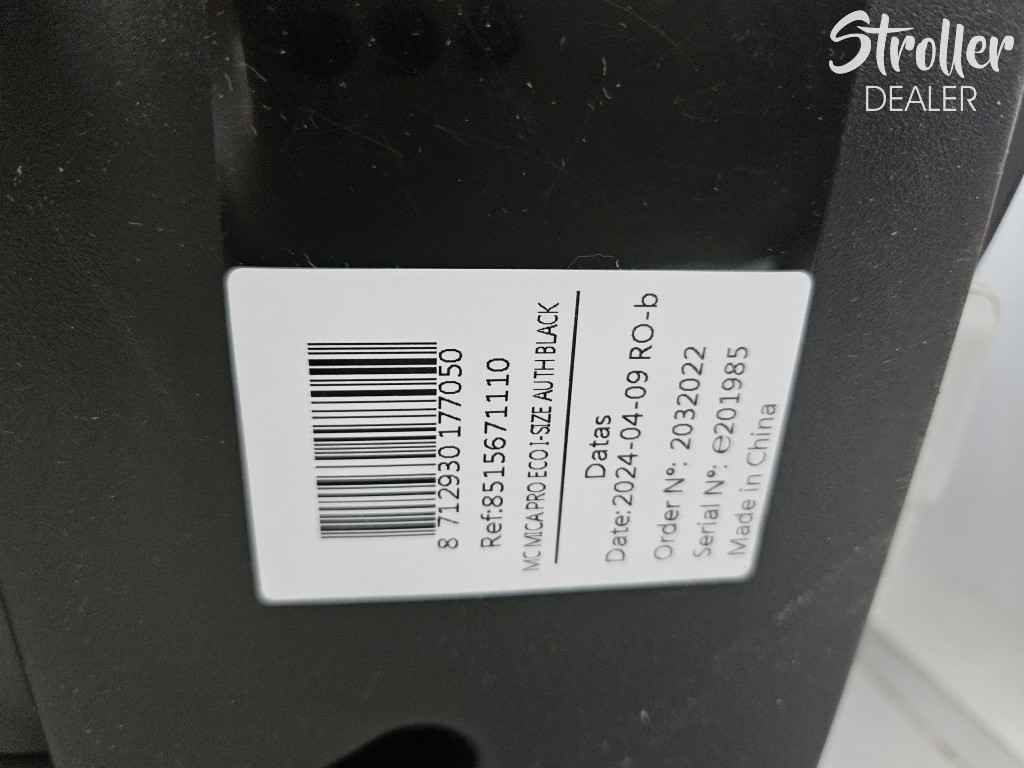 Stroller
DEALER
8 712930 177050
Ref:8515671110
MC MICA PRO ECO I-SIZE AUTH BLACK
Datas
Date:2024-04-09 RO-b
Order N°: 2032022
Serial N°: e201985
Made in China